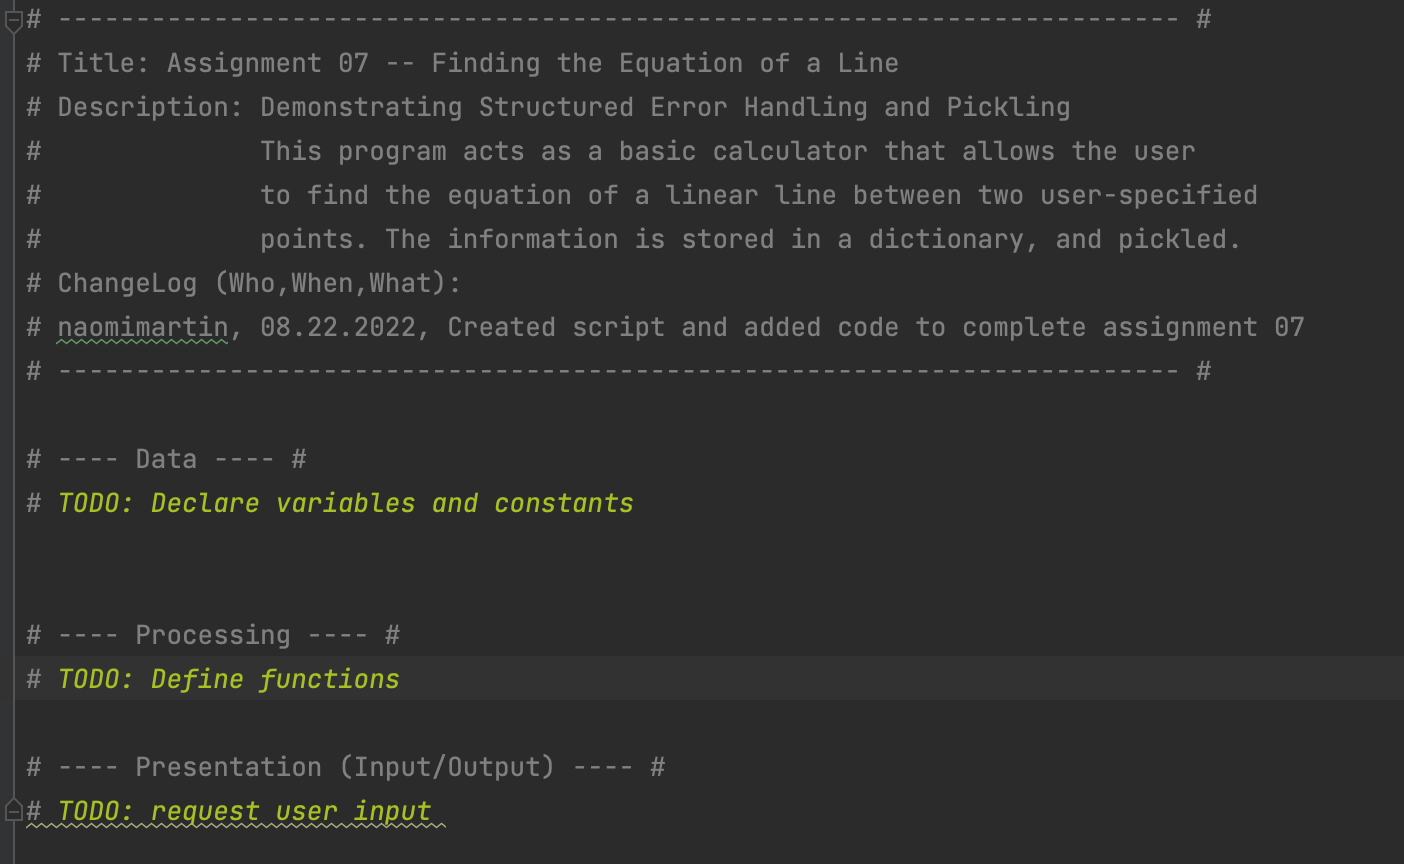 # ------------------------------------------------------------------------ #
# Title: Assignment 07 -- Finding the Equation of a Line
# Description: Demonstrating Structured Error Handling and Pickling
#              This program acts as a basic calculator that allows the user
#              to find the equation of a linear line between two user-specified
#              points. The information is stored in a dictionary, and pickled.
# ChangeLog (Who,When,What):
# naomimartin, 08.22.2022, Created script and added code to complete assignment 07
# ------------------------------------------------------------------------ #
# ---- Data ---- #
# TODO: Declare variables and constants
# ---- Processing ---- #
# TODO: Define functions
# ---- Presentation (Input/Output) ---- #
# TODO: request user input